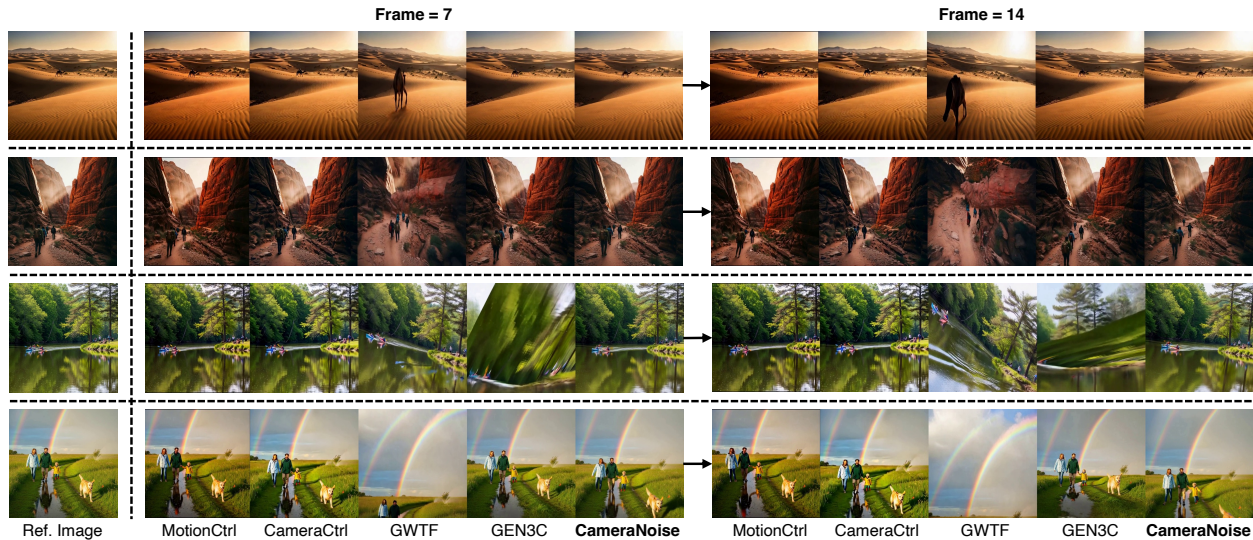 Frame = 7
Frame = 14
Ref. Image
MotionCtrl CameraCtrl GWTF GEN3C CameraNoise
MotionCtrl CameraCtrl GWTF GEN3C CameraNoise